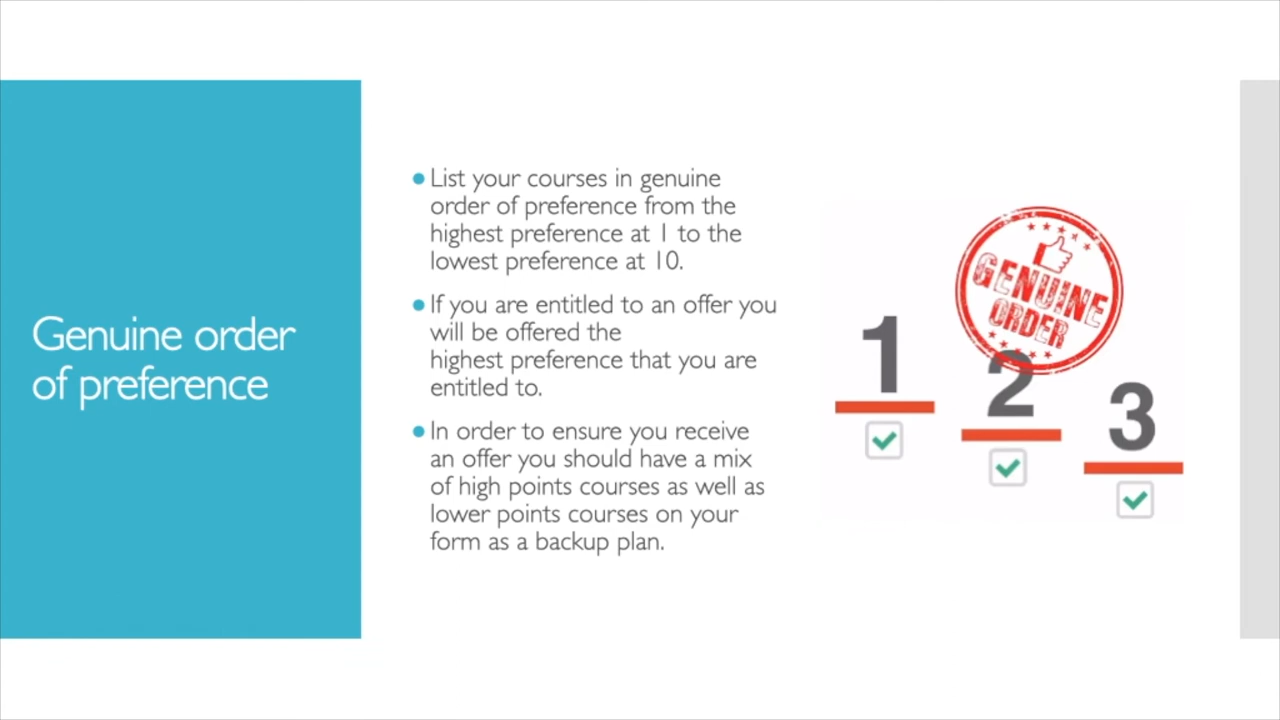 Genuine order
of preference
List your courses in genuine
order of preference from the
highest preference at 1 to the
lowest preference at 10.
If you are entitled to an offer you
will be offered the
highest preference that you are
entitled to.
In order to ensure you receive
an offer you should have a mix
of high points courses as well as
lower points courses on your
form as a backup plan.
GENUINE
ORDER
1
2
3